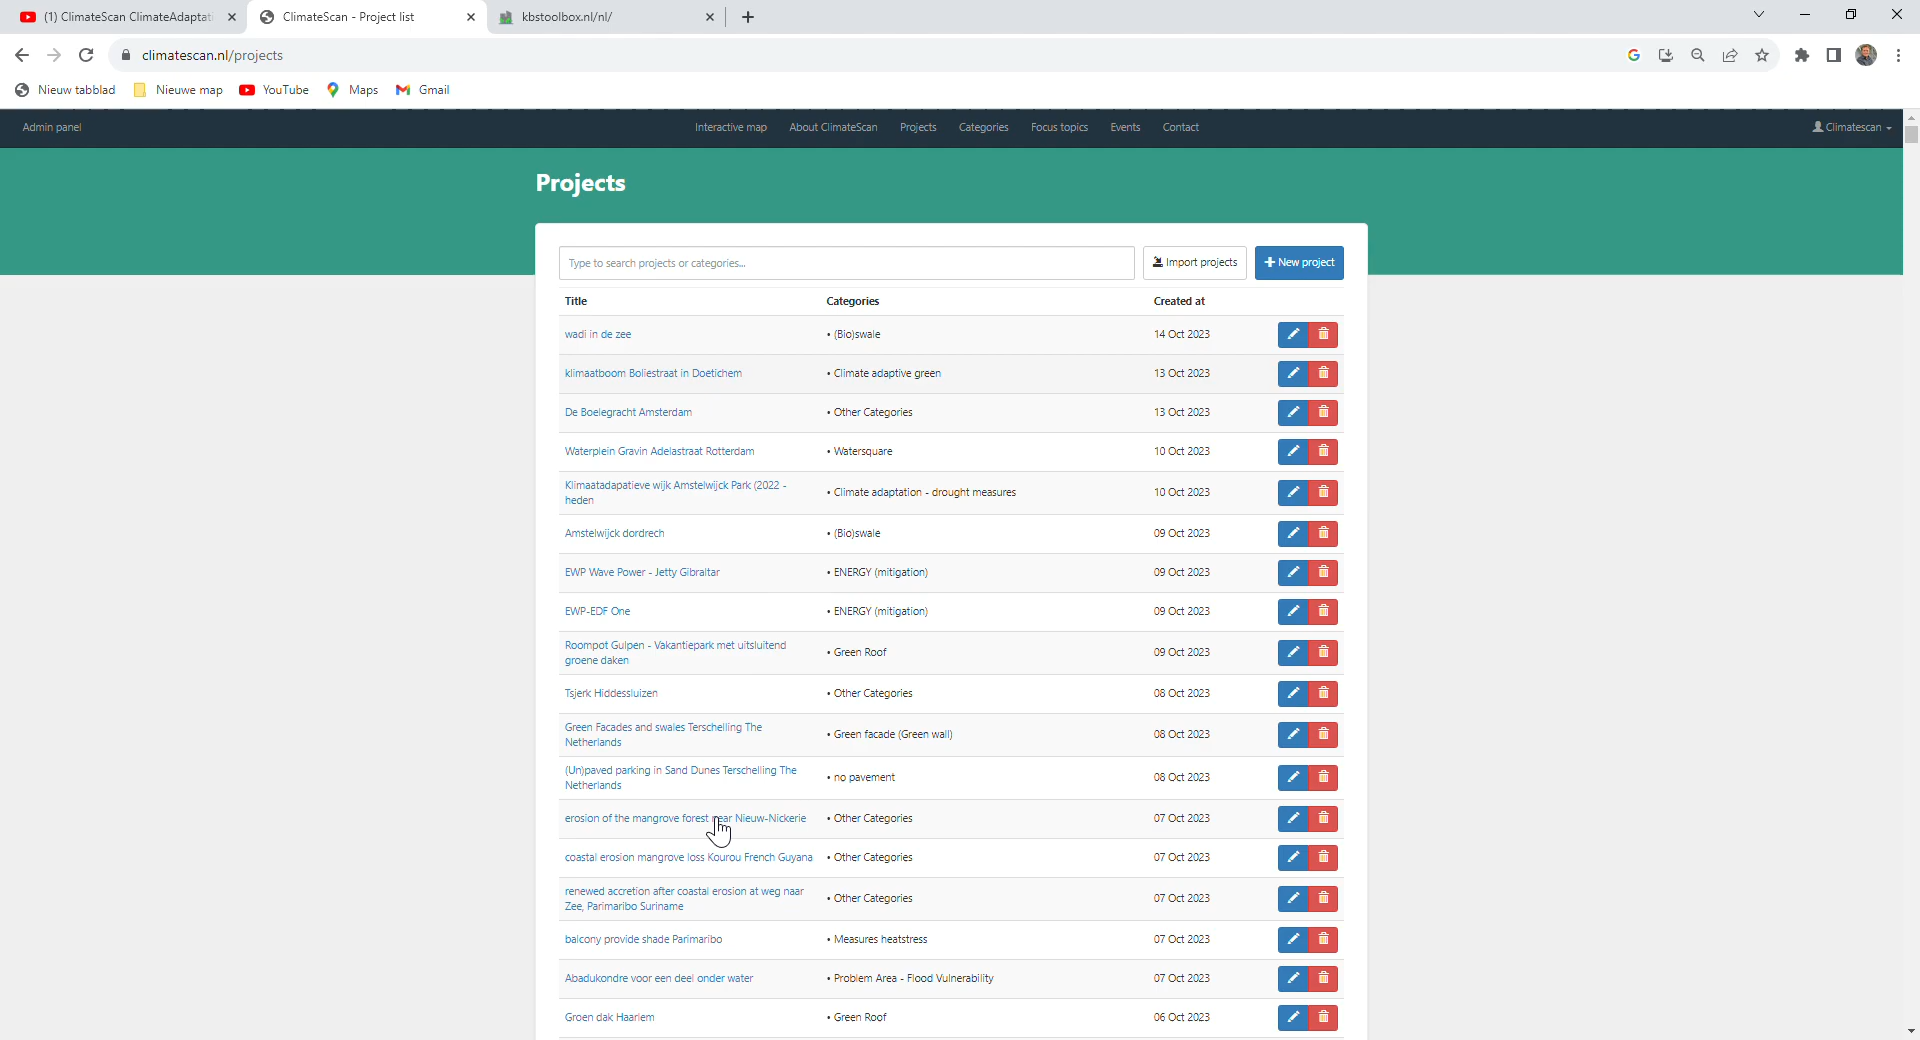 (1) ClimateScan ClimateAdaptati
ClimateScan - Project list
kbstoolbox.nl/nl/
climatescan.nl/projects
Nieuw tabblad
Nieuwe map
YouTube
Maps
Gmail
Admin panel
Interactive map
About ClimateScan
Projects
Categories
Focus topics
Events
Contact
Climatescan
Projects
Type to search projects or categories...
Import projects
New project
Title Categories Created at
wadi in de zee • (Bio)swale 14 Oct 2023
klimaatboom Boliestraat in Doetichem • Climate adaptive green 13 Oct 2023
De Boelegracht Amsterdam • Other Categories 13 Oct 2023
Waterplein Gravin Adelastraat Rotterdam • Watersquare 10 Oct 2023
Klimaatadapatieve wijk Amstelwijck Park (2022 -
heden • Climate adaptation - drought measures 10 Oct 2023
Amstelwijck dordrech • (Bio)swale 09 Oct 2023
EWP Wave Power - Jetty Gibraltar • ENERGY (mitigation) 09 Oct 2023
EWP-EDF One • ENERGY (mitigation) 09 Oct 2023
Roompot Gulpen - Vakantiepark met uitsluitend
groene daken • Green Roof 09 Oct 2023
Tsjerk Hiddessluizen • Other Categories 08 Oct 2023
Green Facades and swales Terschelling The
Netherlands • Green facade (Green wall) 08 Oct 2023
(Un)paved parking in Sand Dunes Terschelling The
Netherlands • no pavement 08 Oct 2023
erosion of the mangrove forest near Nieuw-Nickerie • Other Categories 07 Oct 2023
coastal erosion mangrove loss Kourou French Guyana • Other Categories 07 Oct 2023
renewed accretion after coastal erosion at weg naar
Zee, Parimaribo Suriname • Other Categories 07 Oct 2023
balcony provide shade Parimaribo • Measures heatstress 07 Oct 2023
Abadukondre voor een deel onder water • Problem Area - Flood Vulnerability 07 Oct 2023
Groen dak Haarlem • Green Roof 06 Oct 2023